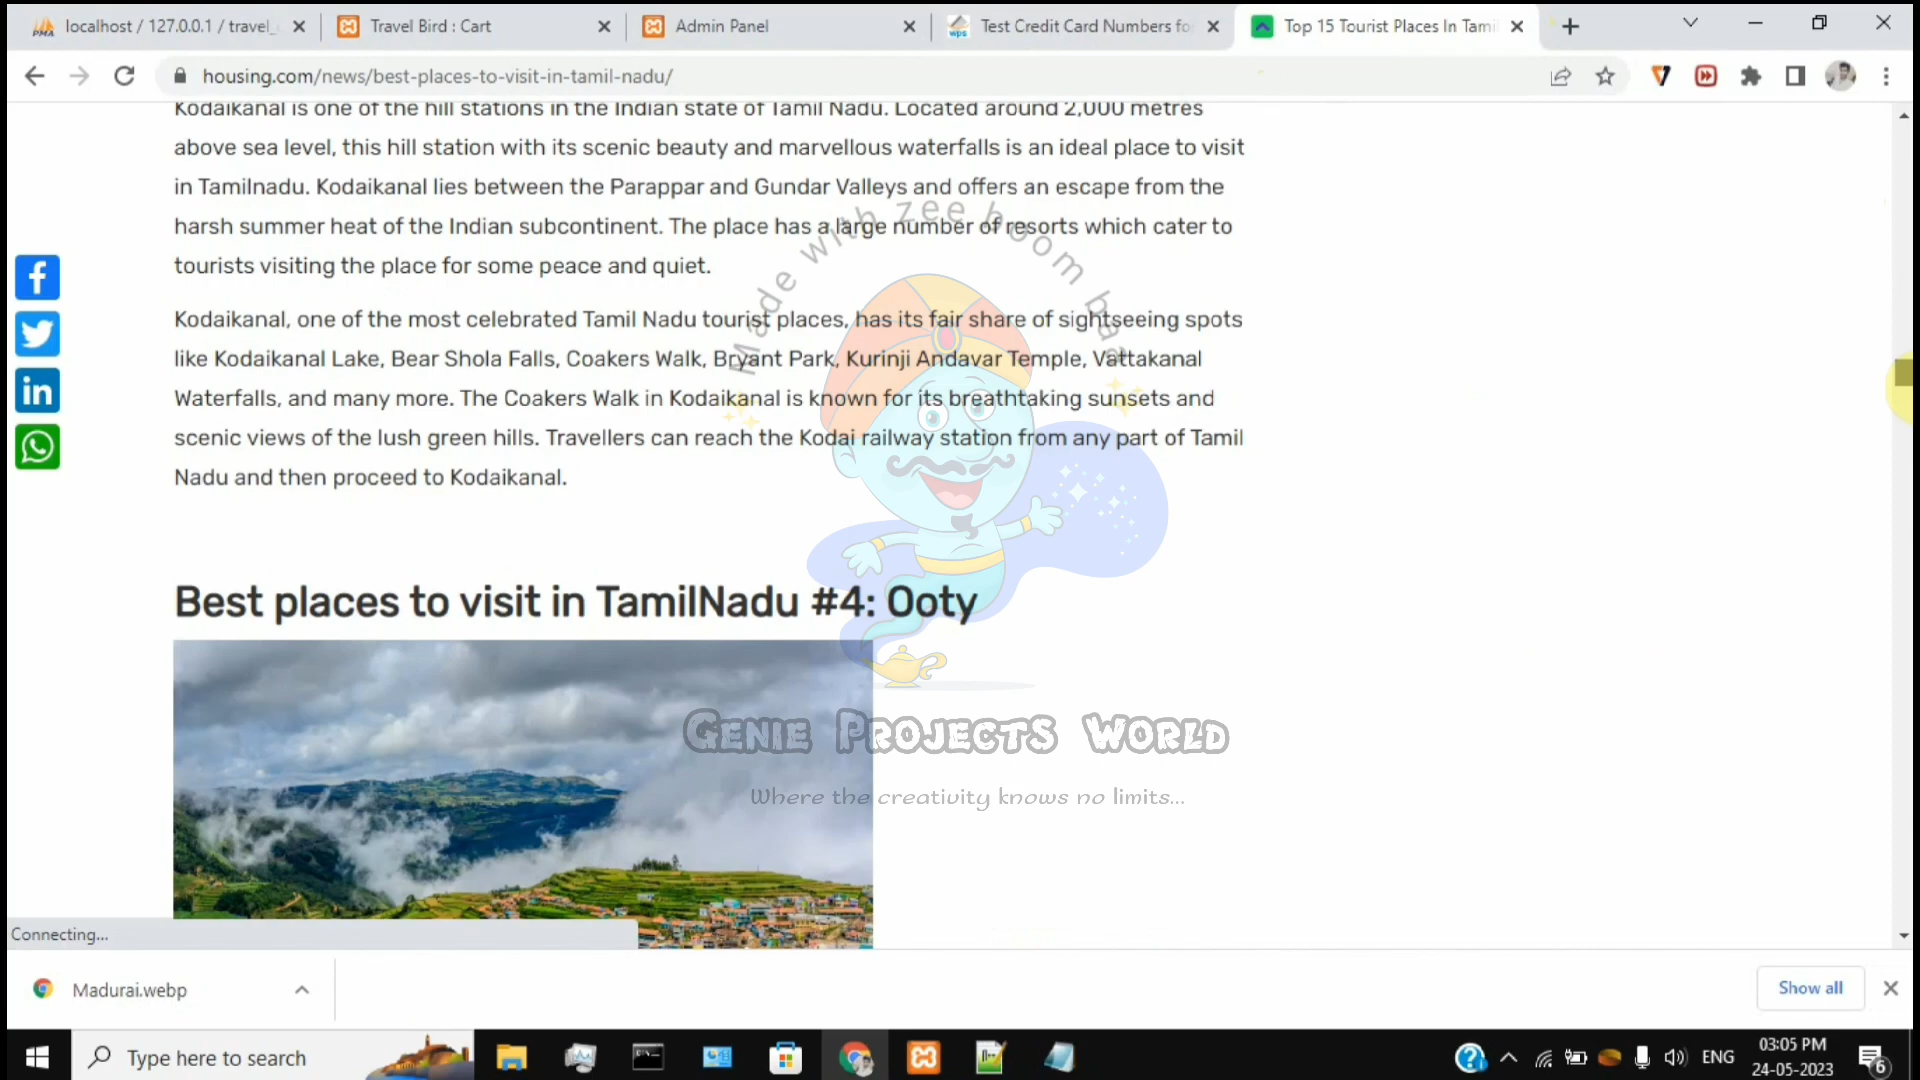 localhost / 127.0.0.1 / travel_
Travel Bird : Cart
Admin Panel
Test Credit Card Numbers fo
Top 15 Tourist Places In Tamil
housing.com/news/best-places-to-visit-in-tamil-nadu/
Kodaikanal is one of the hill stations in the Indian state of Tamil Nadu. Located around 2,000 metres
above sea level, this hill station with its scenic beauty and marvellous waterfalls is an ideal place to visit
in Tamilnadu. Kodaikanal lies between the Parappar and Gundar Valleys and offers an escape from the
harsh summer heat of the Indian subcontinent. The place has a large number of resorts which cater to
tourists visiting the place for some peace and quiet.
Made with zee boom baa
Kodaikanal, one of the most celebrated Tamil Nadu tourist places, has its fair share of sightseeing spots
like Kodaikanal Lake, Bear Shola Falls, Coakers Walk, Bryant Park, Kurinji Andavar Temple, Vattakanal
Waterfalls, and many more. The Coakers Walk in Kodaikanal is known for its breathtaking sunsets and
scenic views of the lush green hills. Travellers can reach the Kodai railway station from any part of Tamil
Nadu and then proceed to Kodaikanal.
Best places to visit in TamilNadu #4: Ooty
Genie Projects World
Where the creativity knows no limits...
Connecting...
Madurai.webp
Show all
Type here to search
ENG
03:05 PM
24-05-2023
6